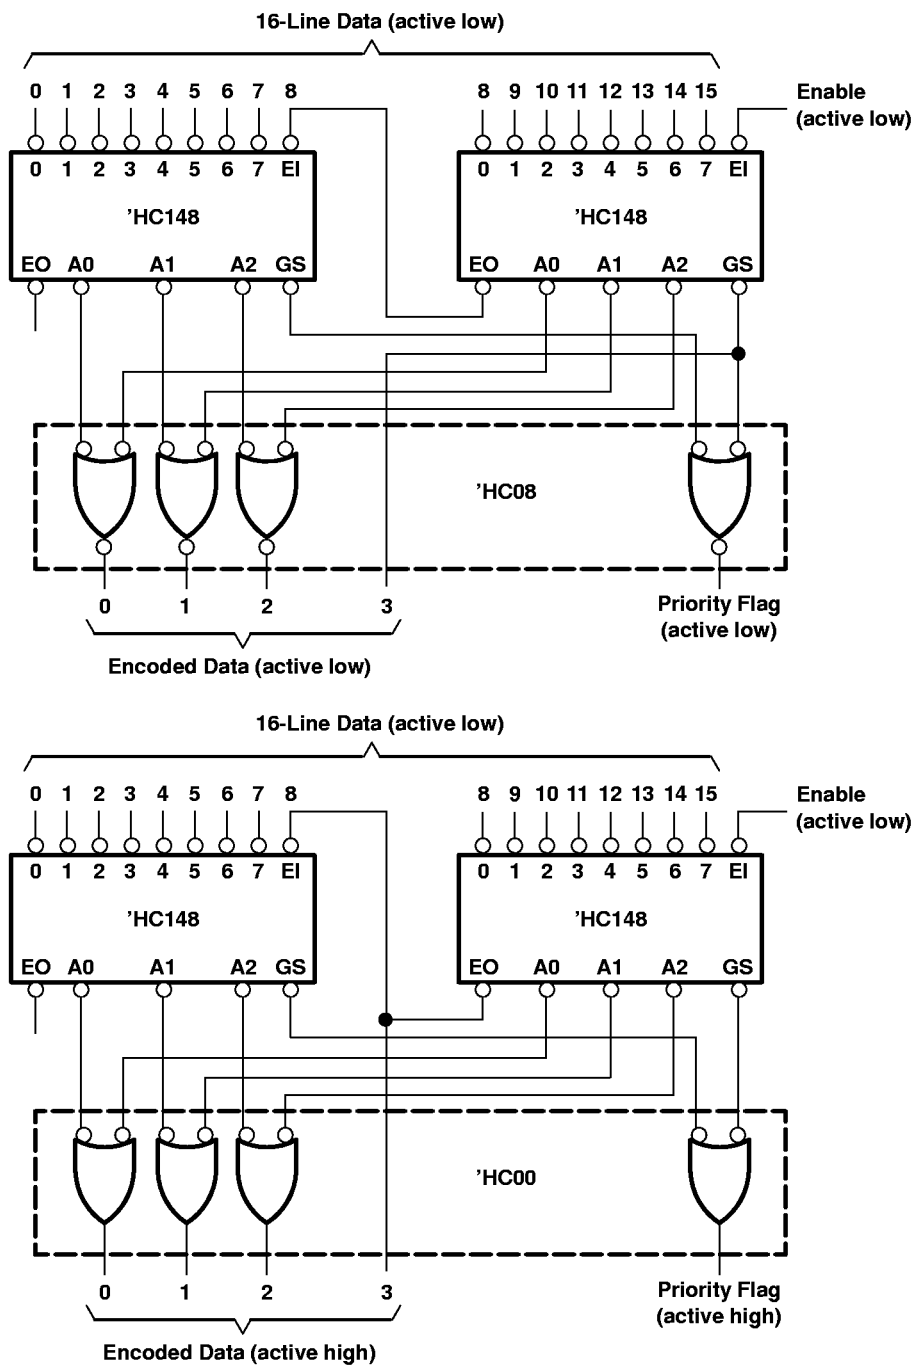 16-Line Data (active low)
0 1 2 3 4 5 6 7 8 8 9 10 11 12 13 14 15 Enable
(active low)
0 1 2 3 4 5 6 7 EI 0 1 2 3 4 5 6 7 EI
’HC148 ’HC148
EO A0 A1 A2 GS EO A0 A1 A2 GS
’HC08
0 1 2 3 Priority Flag
(active low)
Encoded Data (active low)
16-Line Data (active low)
0 1 2 3 4 5 6 7 8 8 9 10 11 12 13 14 15 Enable
(active low)
0 1 2 3 4 5 6 7 EI 0 1 2 3 4 5 6 7 EI
’HC148 ’HC148
EO A0 A1 A2 GS EO A0 A1 A2 GS
’HC00
0 1 2 3 Priority Flag
(active high)
Encoded Data (active high)